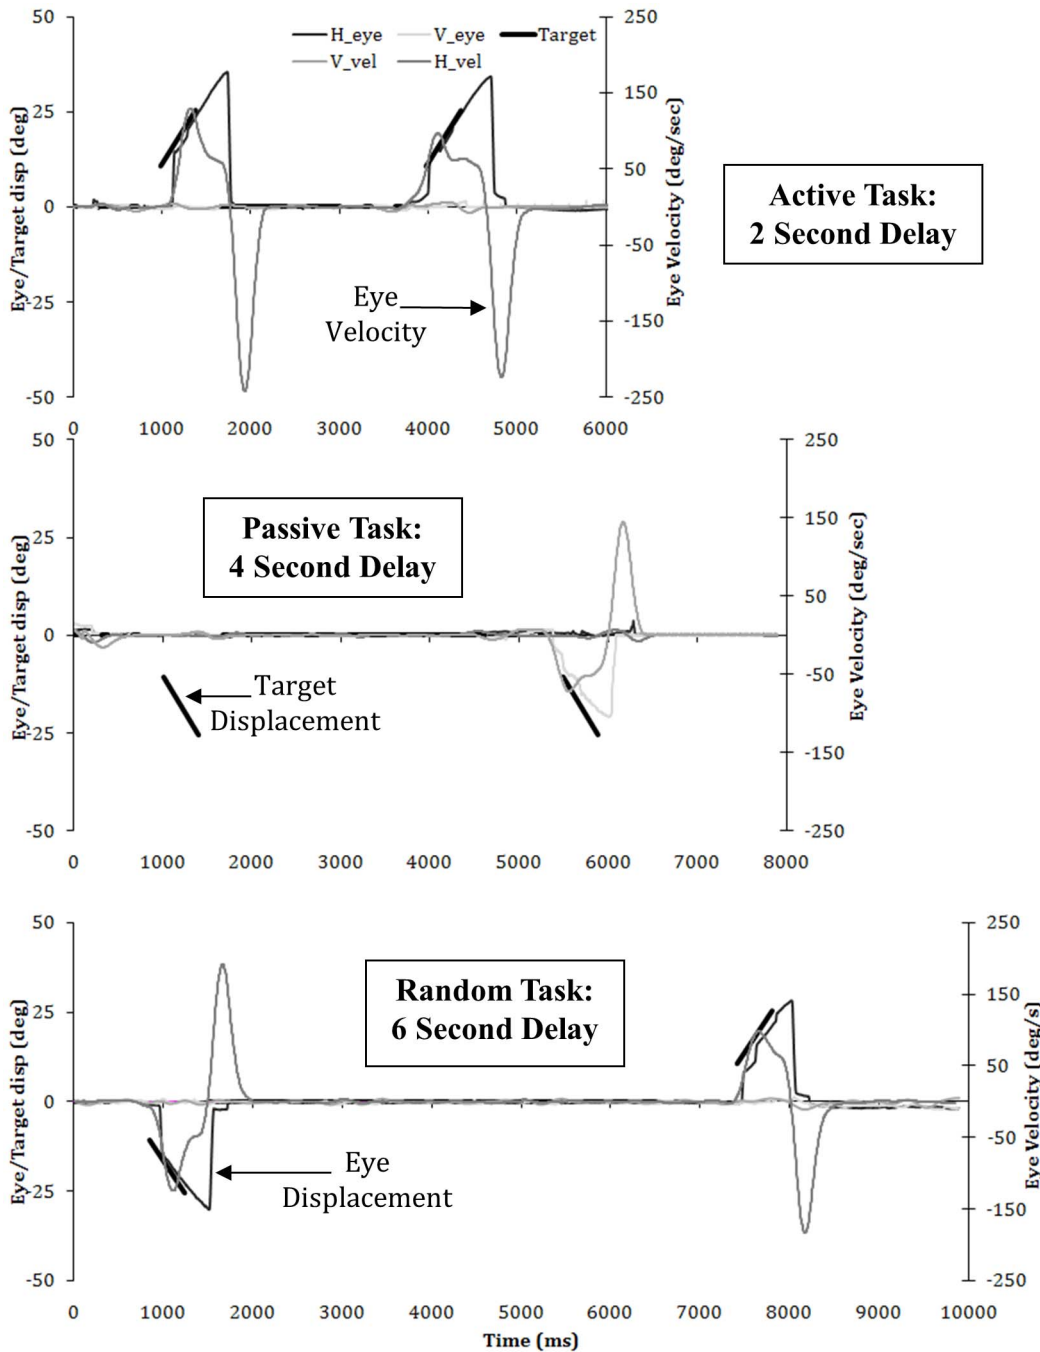 50
25
0
-25
-50
Eye/Target disp (deg)
H_eye V_eye Target
V_vel H_vel
250
150
50
-50
-150
-250
Eye Velocity (deg/sec)
Active Task:
2 Second Delay
Eye
Velocity
0 1000 2000 3000 4000 5000 6000
50
25
0
-25
-50
Eye/Target disp (deg)
Passive Task:
4 Second Delay
Target
Displacement
250
150
50
-50
-150
-250
Eye Velocity (deg/sec)
0 1000 2000 3000 4000 5000 6000 7000 8000
50
25
0
-25
-50
Eye/Target disp (deg)
Random Task:
6 Second Delay
Eye
Displacement
250
150
50
-50
-150
-250
Eye Velocity (deg/s)
0 1000 2000 3000 4000 5000 6000 7000 8000 9000 10000
Time (ms)